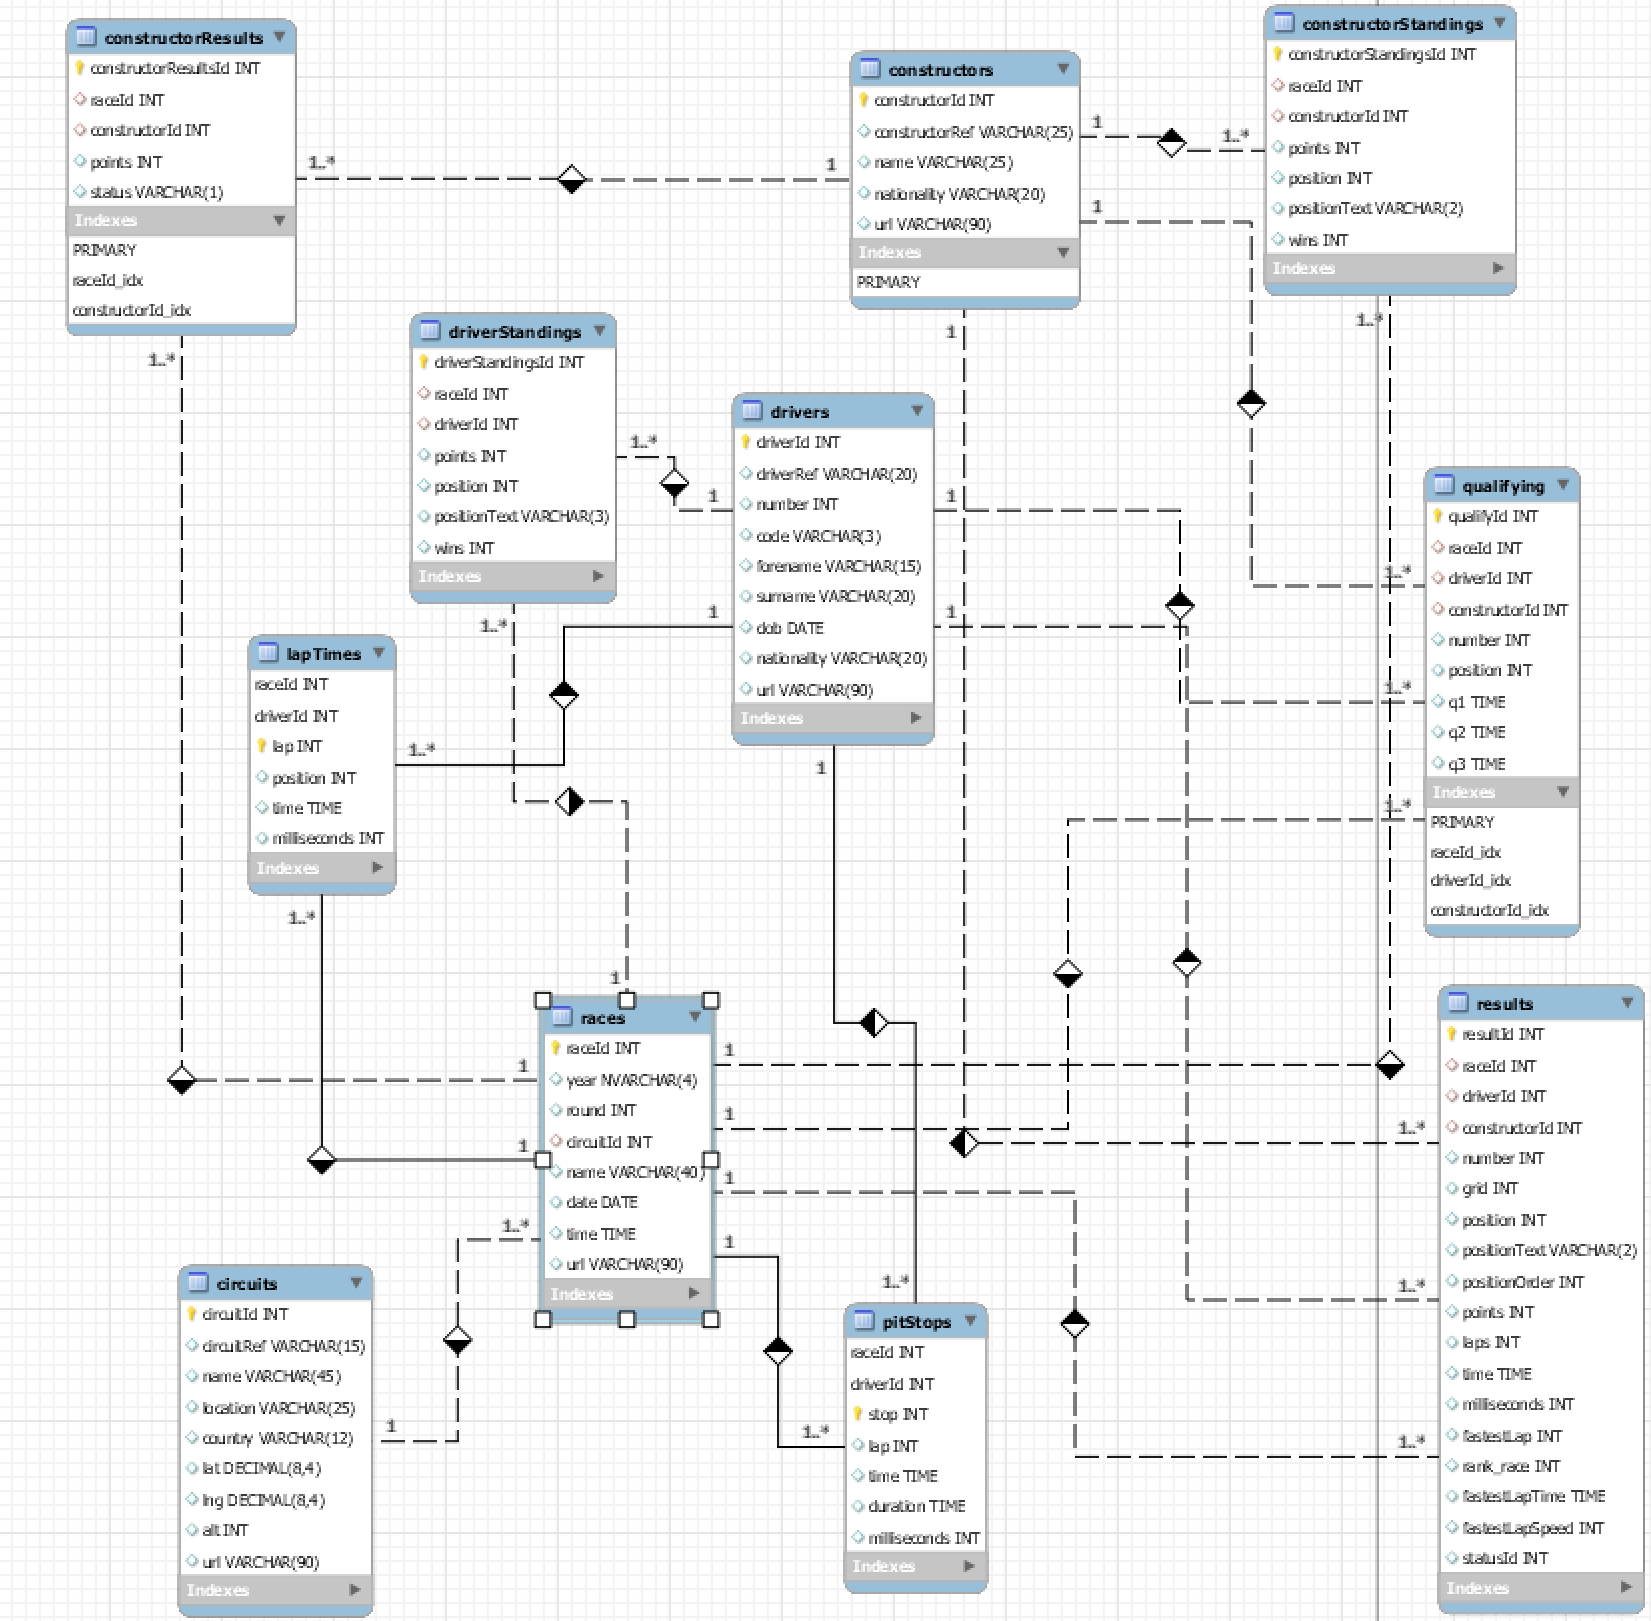 constructorResults
constructorResultsId INT
raceId INT
constructorId INT
points INT
status VARCHAR(1)
Indexes
PRIMARY
raceId_idx
constructorId_idx
1..*
1..*
1
constructors
constructorId INT
constructorRef VARCHAR(25)
name VARCHAR(25)
nationality VARCHAR(20)
url VARCHAR(90)
Indexes
PRIMARY
1
1
1
1..*
constructorStandings
constructorStandingsId INT
raceId INT
constructorId INT
points INT
position INT
positionText VARCHAR(2)
wins INT
Indexes
1..*
driverStandings
driverStandingsId INT
raceId INT
driverId INT
points INT
position INT
positionText VARCHAR(3)
wins INT
Indexes
1..*
1..*
1
drivers
driverId INT
driverRef VARCHAR(20)
number INT
code VARCHAR(3)
forename VARCHAR(15)
surname VARCHAR(20)
dob DATE
nationality VARCHAR(20)
url VARCHAR(90)
Indexes
1
1
1
1
qualifying
qualifyId INT
raceId INT
driverId INT
constructorId INT
number INT
position INT
q1 TIME
q2 TIME
q3 TIME
Indexes
PRIMARY
raceId_idx
driverId_idx
constructorId_idx
1..*
1..*
1..*
lapTimes
raceId INT
driverId INT
lap INT
position INT
time TIME
milliseconds INT
Indexes
1..*
1..*
1
races
raceId INT
year NVARCHAR(4)
round INT
circuitId INT
name VARCHAR(40)
date DATE
time TIME
url VARCHAR(90)
Indexes
1
1
1..*
1
1
1
1
results
resultId INT
raceId INT
driverId INT
constructorId INT
number INT
grid INT
position INT
positionText VARCHAR(2)
positionOrder INT
points INT
laps INT
time TIME
milliseconds INT
fastestLap INT
rank_race INT
fastestLapTime TIME
fastestLapSpeed INT
statusId INT
Indexes
1..*
1..*
1..*
circuits
circuitId INT
circuitRef VARCHAR(15)
name VARCHAR(45)
location VARCHAR(25)
country VARCHAR(12)
lat DECIMAL(8,4)
lng DECIMAL(8,4)
alt INT
url VARCHAR(90)
Indexes
1
1..*
1..*
pitStops
raceId INT
driverId INT
stop INT
lap INT
time TIME
duration TIME
milliseconds INT
Indexes